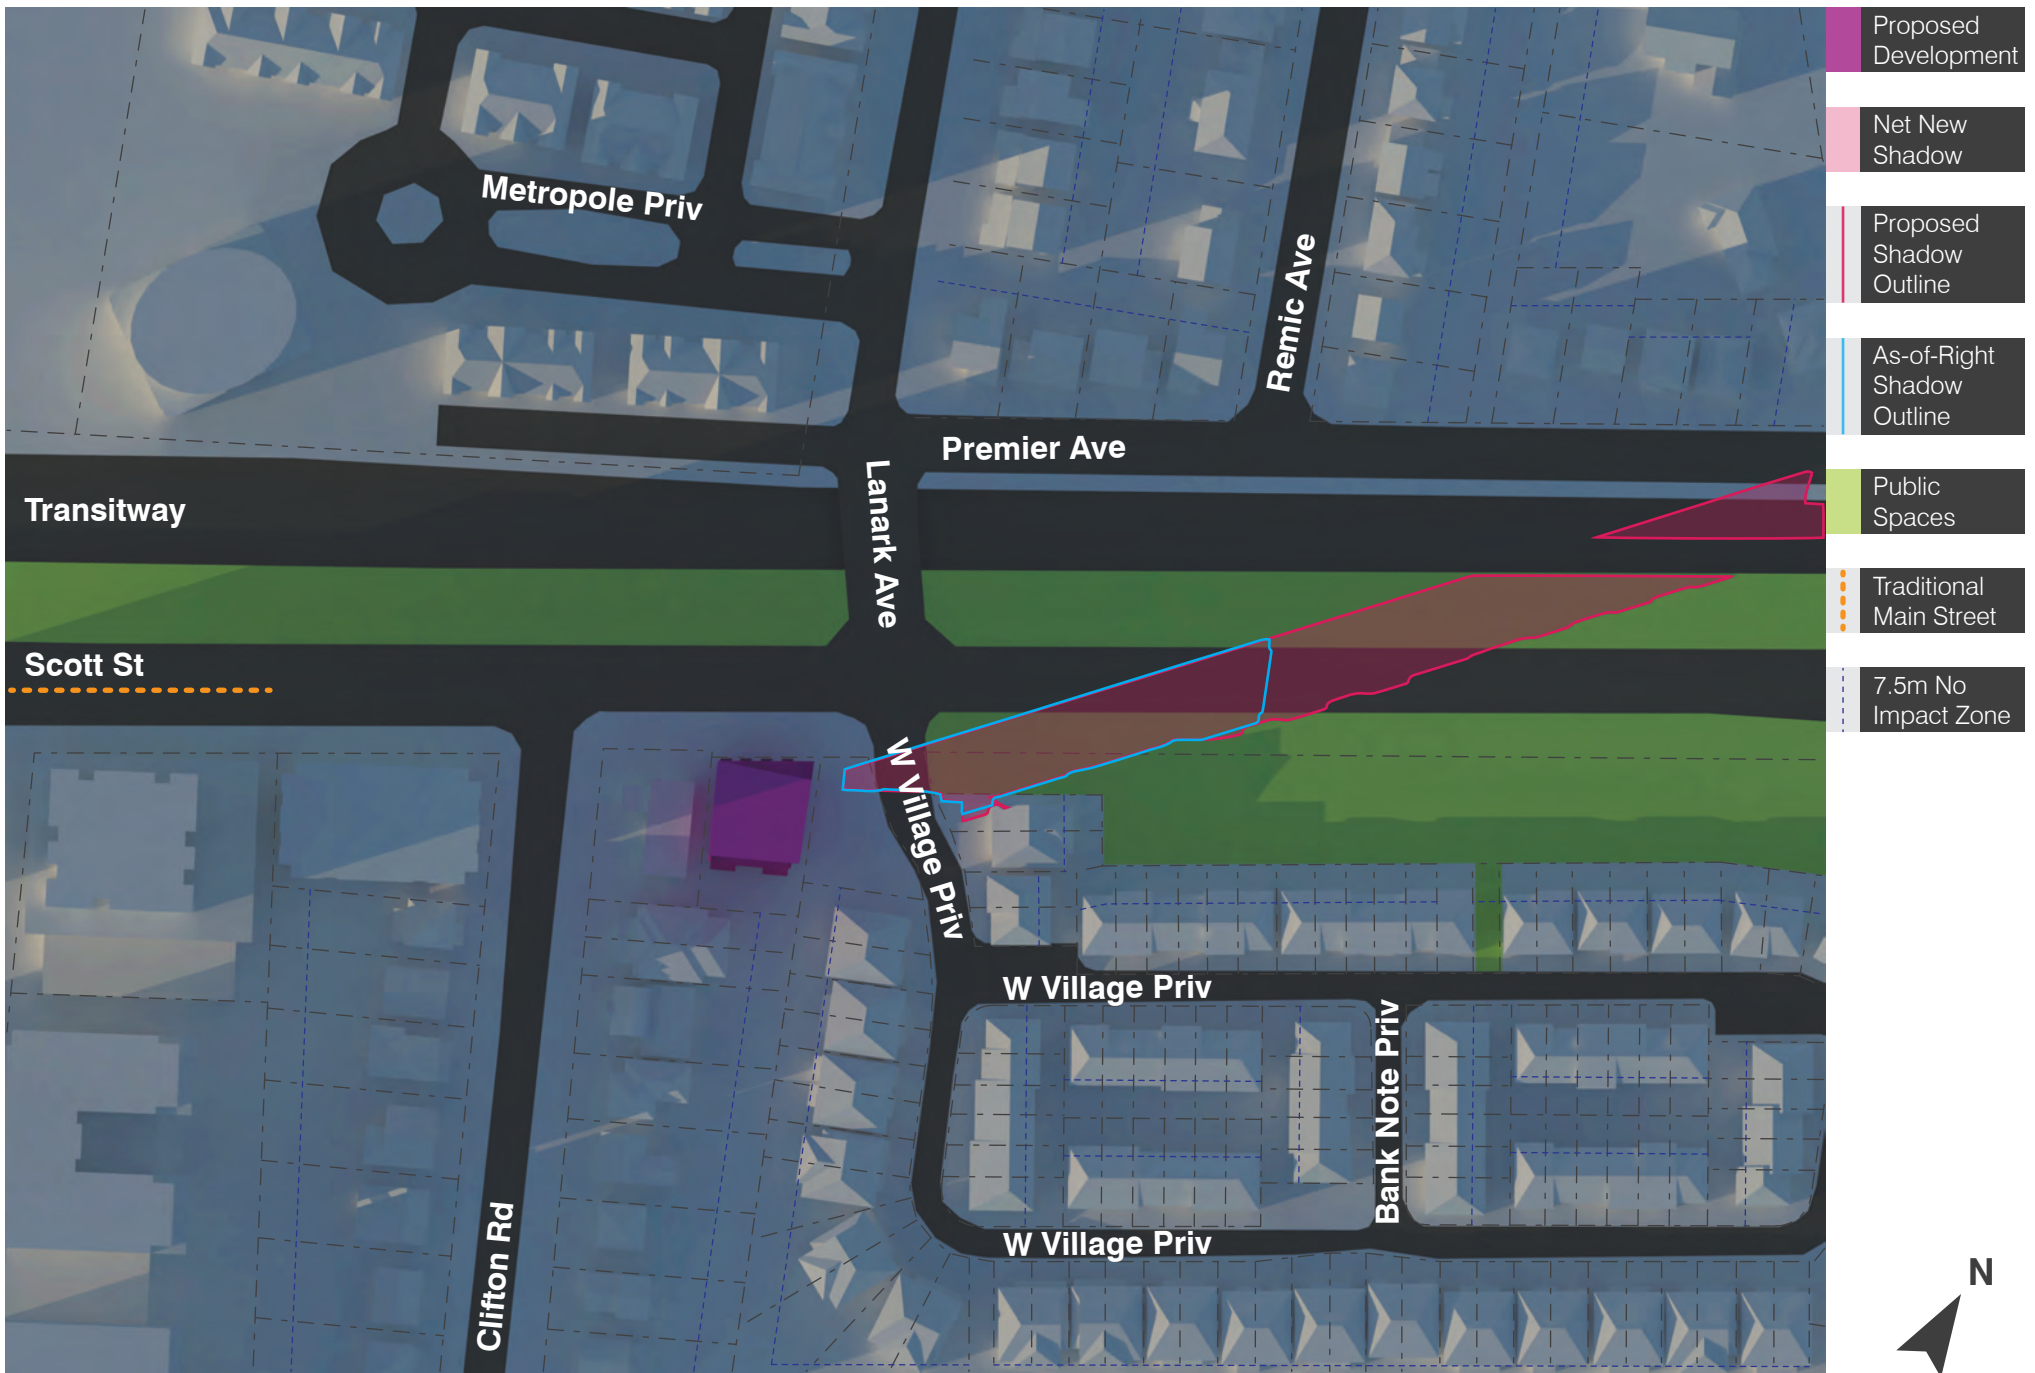 Metropole Priv
Remic Ave
Premier Ave
Lanark Ave
Transitway
Scott St
W Village Priv
W Village Priv
Bank Note Priv
W Village Priv
Clifton Rd
Proposed
Development
Net New
Shadow
Proposed
Shadow
Outline
As-of-Right
Shadow
Outline
Public
Spaces
Traditional
Main Street
7.5m No
Impact Zone
N